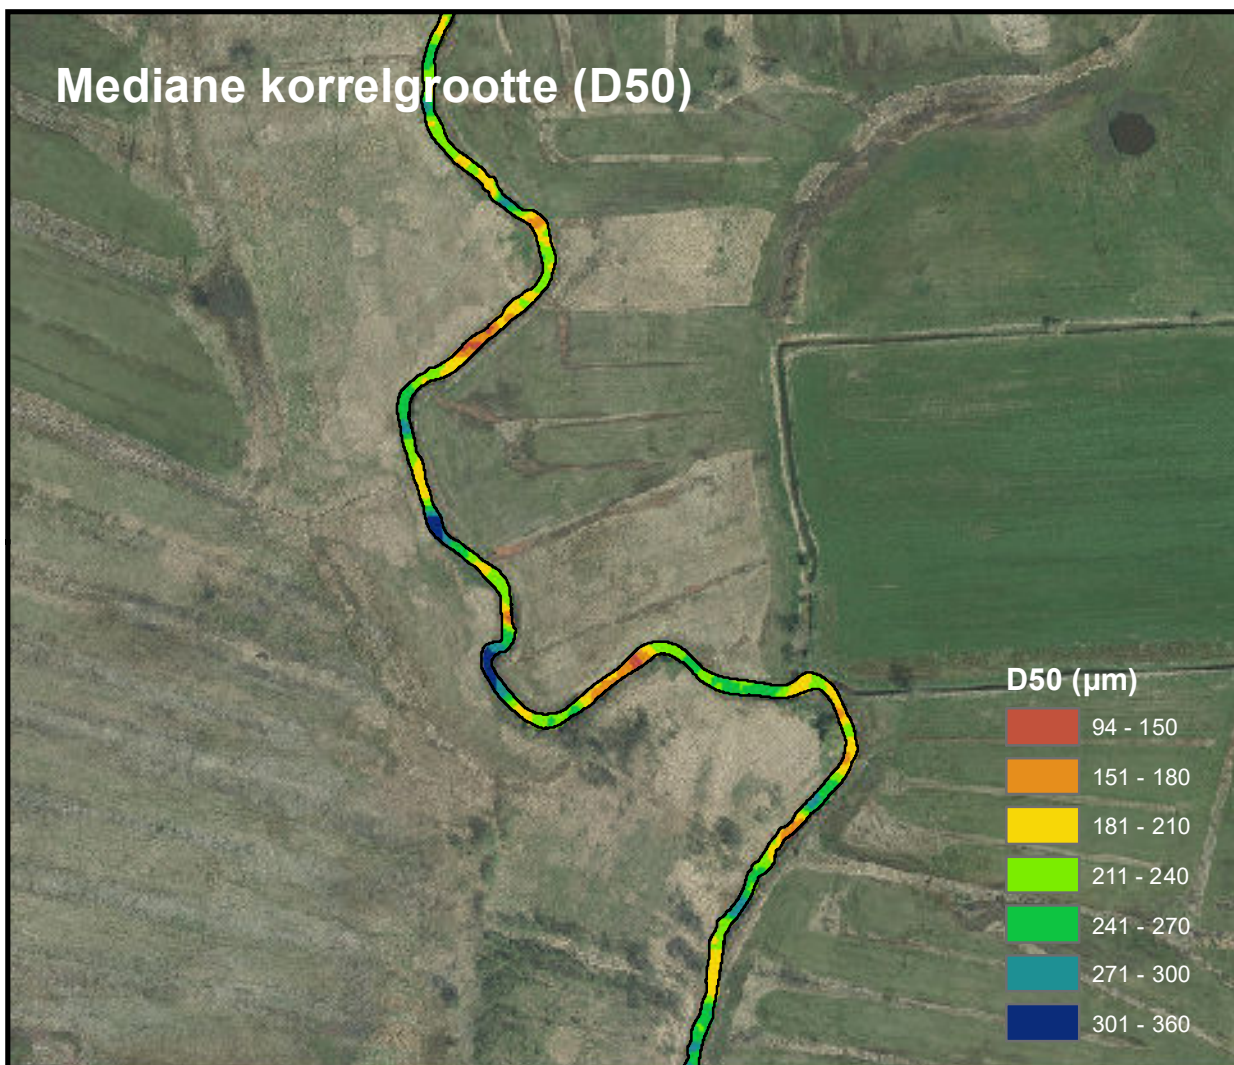 Mediane korrelgrootte (D50)
D50 (µm)
94 - 150
151 - 180
181 - 210
211 - 240
241 - 270
271 - 300
301 - 360